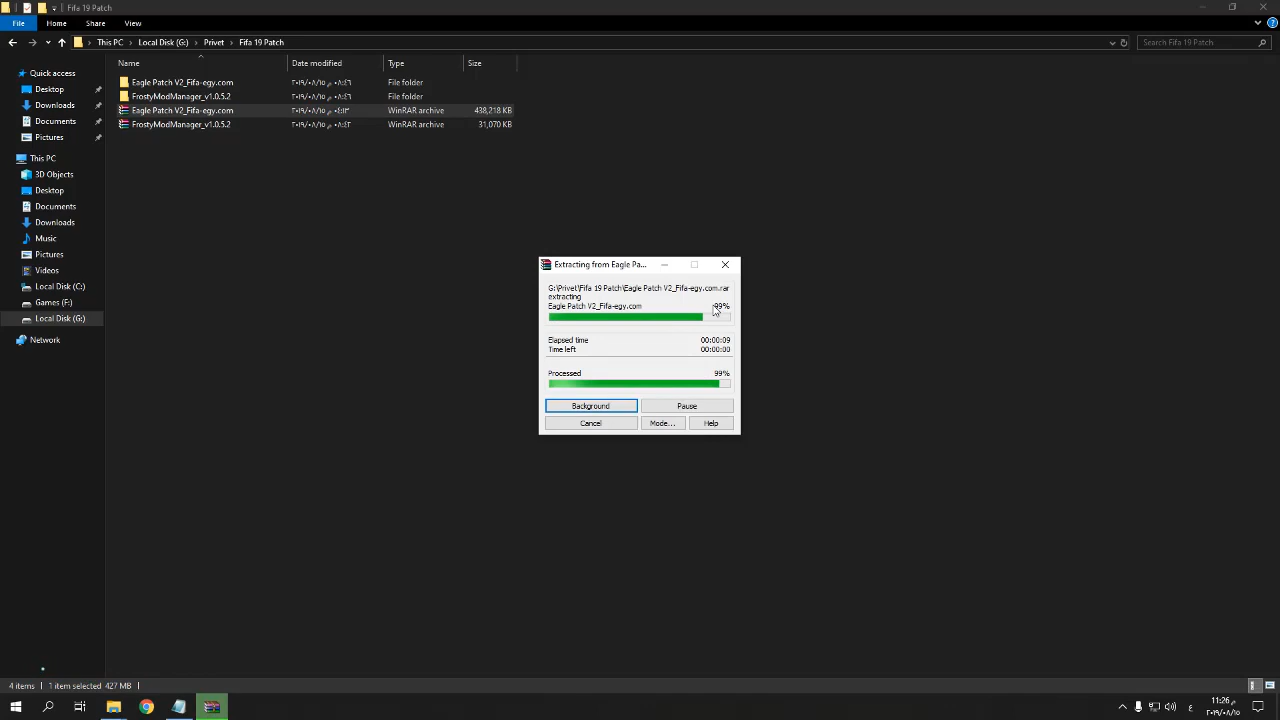 Fifa 19 Patch
File Home Share View
This PC Local Disk (G:) Privet Fifa 19 Patch Search Fifa 19 Patch
Name Date modified Type Size
Quick access
Desktop
Downloads
Documents
Pictures
This PC
3D Objects
Desktop
Documents
Downloads
Music
Pictures
Videos
Local Disk (C:)
Games (F:)
Local Disk (G:)
Network
Eagle Patch V2_Fifa-egy.com File folder
FrostyModManager_v1.0.5.2 File folder
Eagle Patch V2_Fifa-egy.com WinRAR archive 438,218 KB
FrostyModManager_v1.0.5.2 WinRAR archive 31,070 KB
Extracting from Eagle Pa...
G:\Privet\Fifa 19 Patch\Eagle Patch V2_Fifa-egy.com.rar
extracting
Eagle Patch V2_Fifa-egy.com 99%
Elapsed time 00:00:09
Time left 00:00:00
Processed 99%
Background Pause
Cancel Mode... Help
4 items 1 item selected 427 MB
11:26 م
ع
٢٠١٩/٠٨/١٥